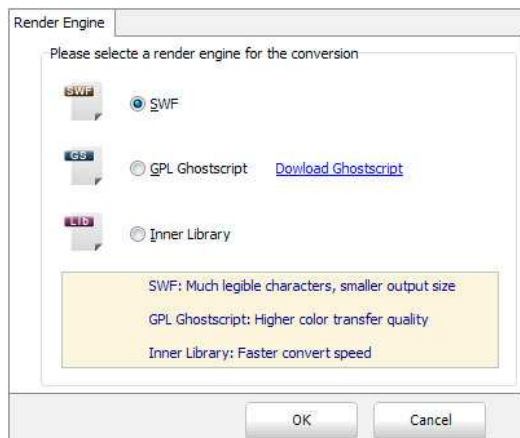 Render Engine
Please selecte a render engine for the conversion
SWF
SWF
GS
GPL Ghostscript Dowload Ghostscript
Lib
Inner Library
SWF: Much legible characters, smaller output size
GPL Ghostscript: Higher color transfer quality
Inner Library: Faster convert speed
OK Cancel